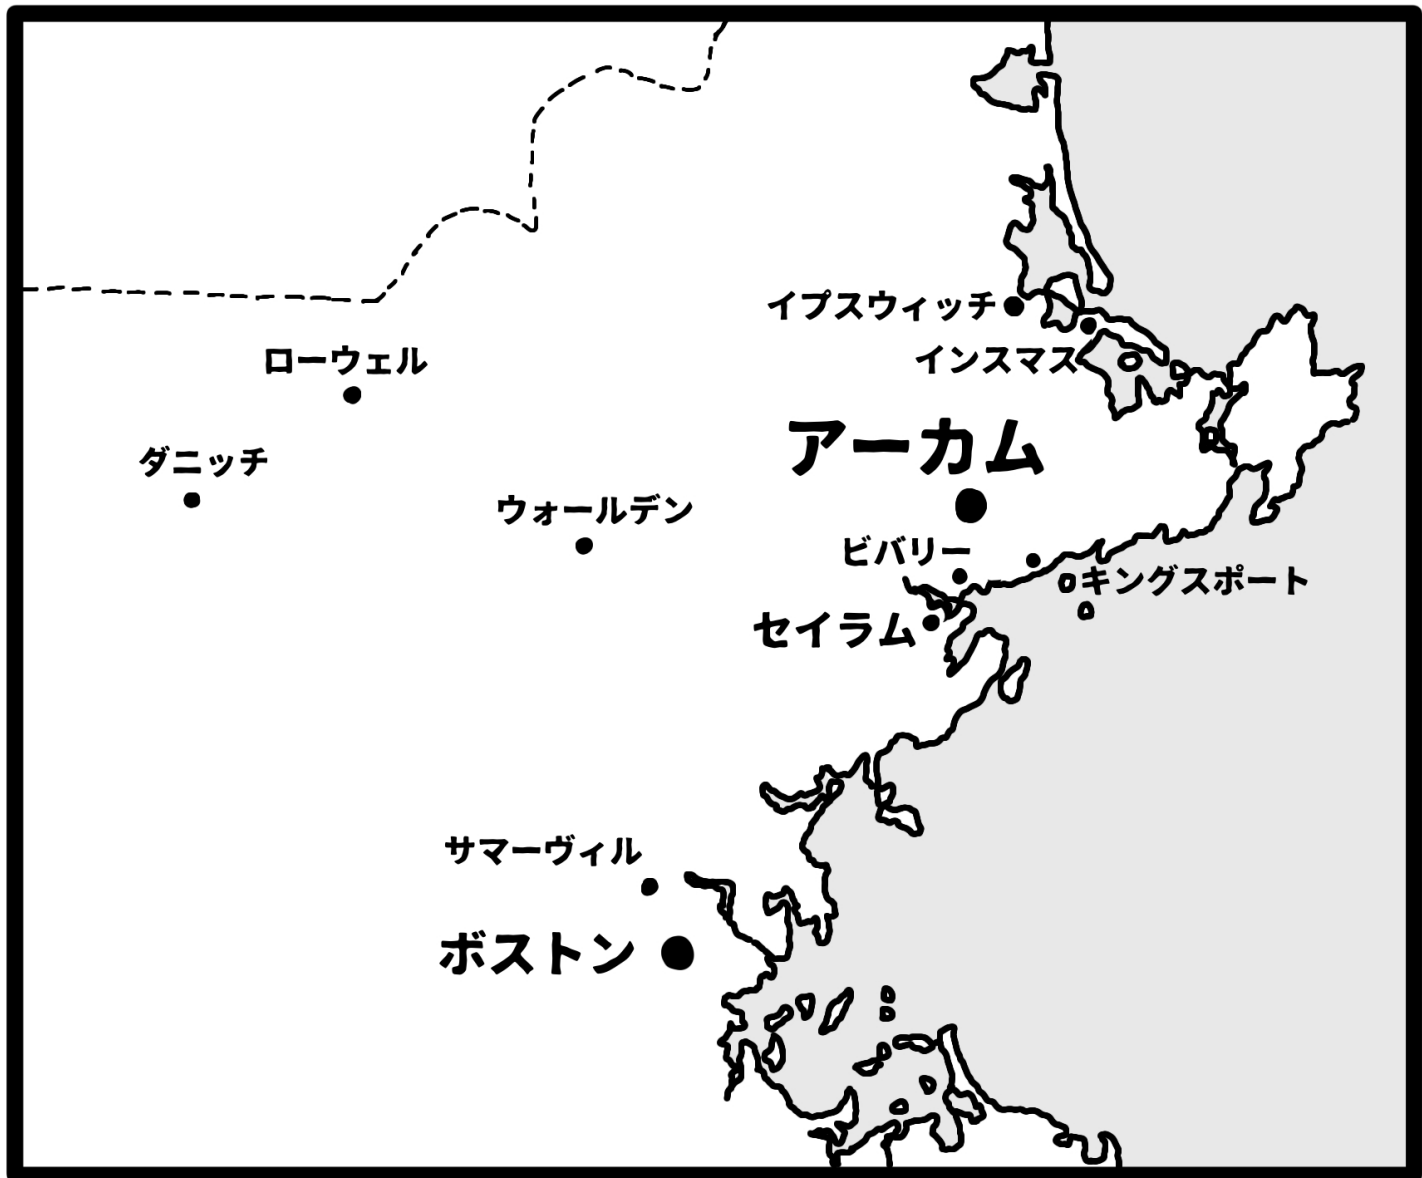 イプスウィッチ
インスマス
ローウェル
アーカム
ダニッチ
ウォールデン
ビバリー
キングスポート
セイラム
サマーヴィル
ボストン